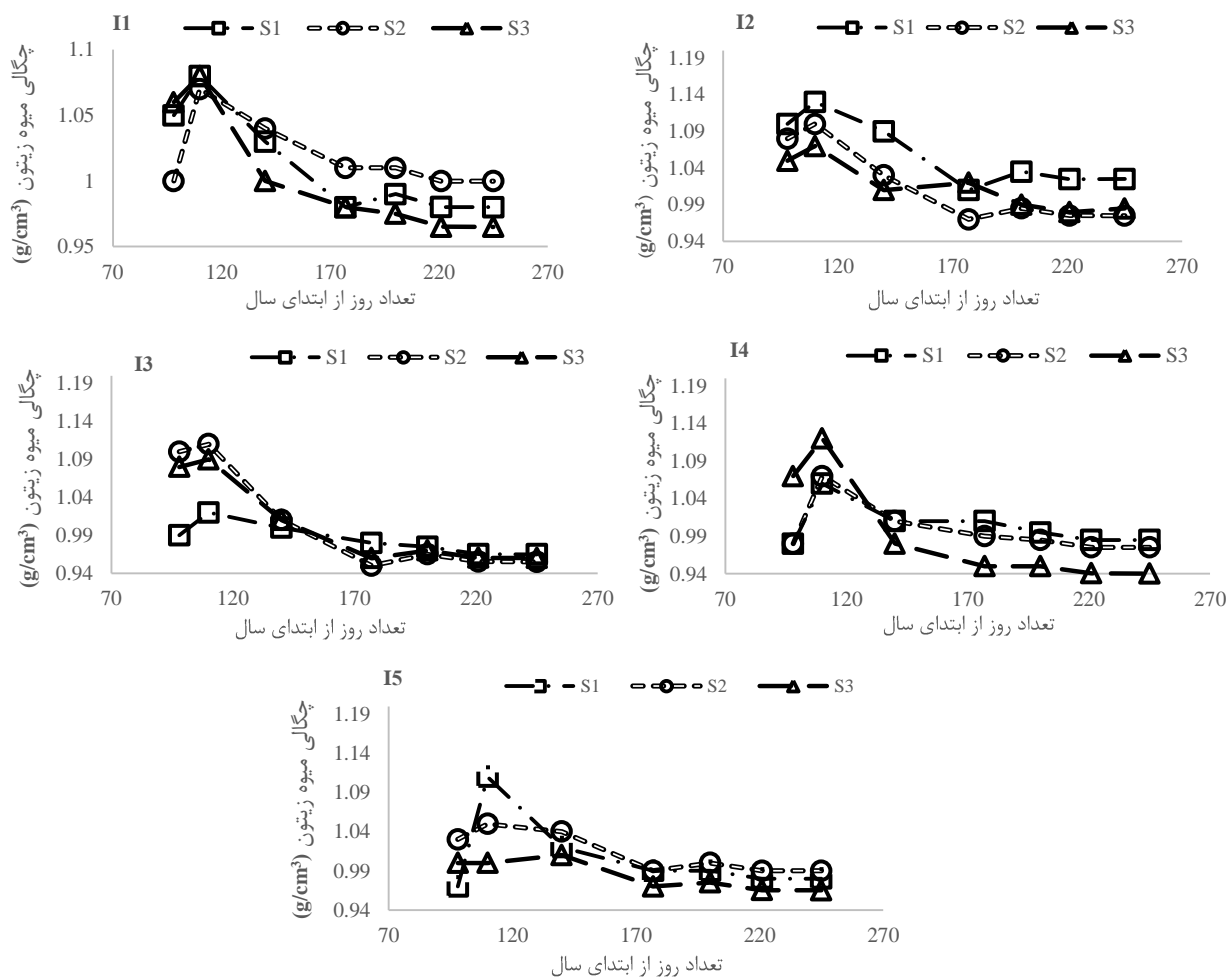 I1
S1 S2 S3
چگالی میوه زیتون (g/cm³)
1.1
1.05
1
0.95
70 120 170 220 270
تعداد روز از ابتدای سال
I2
S1 S2 S3
چگالی میوه زیتون (g/cm³)
1.19
1.14
1.09
1.04
0.99
0.94
70 120 170 220 270
تعداد روز از ابتدای سال
I3
S1 S2 S3
چگالی میوه زیتون (g/cm³)
1.19
1.14
1.09
1.04
0.99
0.94
70 120 170 220 270
تعداد روز از ابتدای سال
I4
S1 S2 S3
چگالی میوه زیتون (g/cm³)
1.19
1.14
1.09
1.04
0.99
0.94
70 120 170 220 270
تعداد روز از ابتدای سال
I5
S1 S2 S3
چگالی میوه زیتون (g/cm³)
1.19
1.14
1.09
1.04
0.99
0.94
70 120 170 220 270
تعداد روز از ابتدای سال